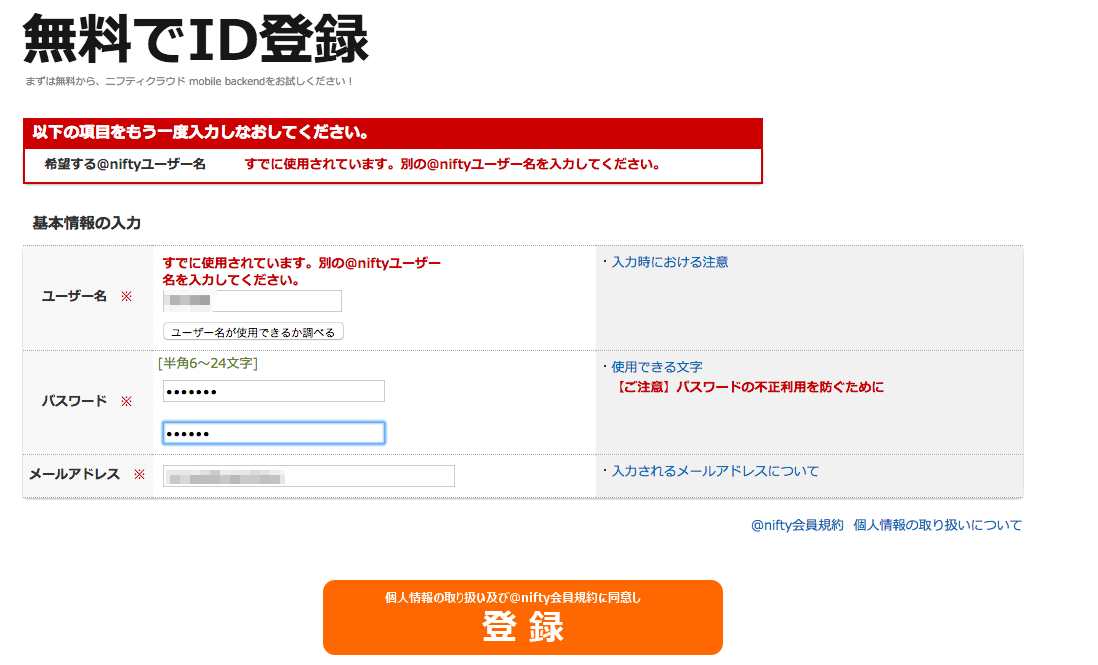 無料でID登録
まずは無料から、ニフティクラウド mobile backendをお試しください！
以下の項目をもう一度入力しなおしてください。
希望する@niftyユーザー名 すでに使用されています。別の@niftyユーザー名を入力してください。
基本情報の入力
ユーザー名 ※
すでに使用されています。別の@niftyユーザー
名を入力してください。
ユーザー名が使用できるか調べる
・入力時における注意
パスワード ※
[半角6～24文字]
・使用できる文字
【ご注意】パスワードの不正利用を防ぐために
メールアドレス ※
・入力されるメールアドレスについて
@nifty会員規約 個人情報の取り扱いについて
個人情報の取り扱い及び@nifty会員規約に同意し
登録